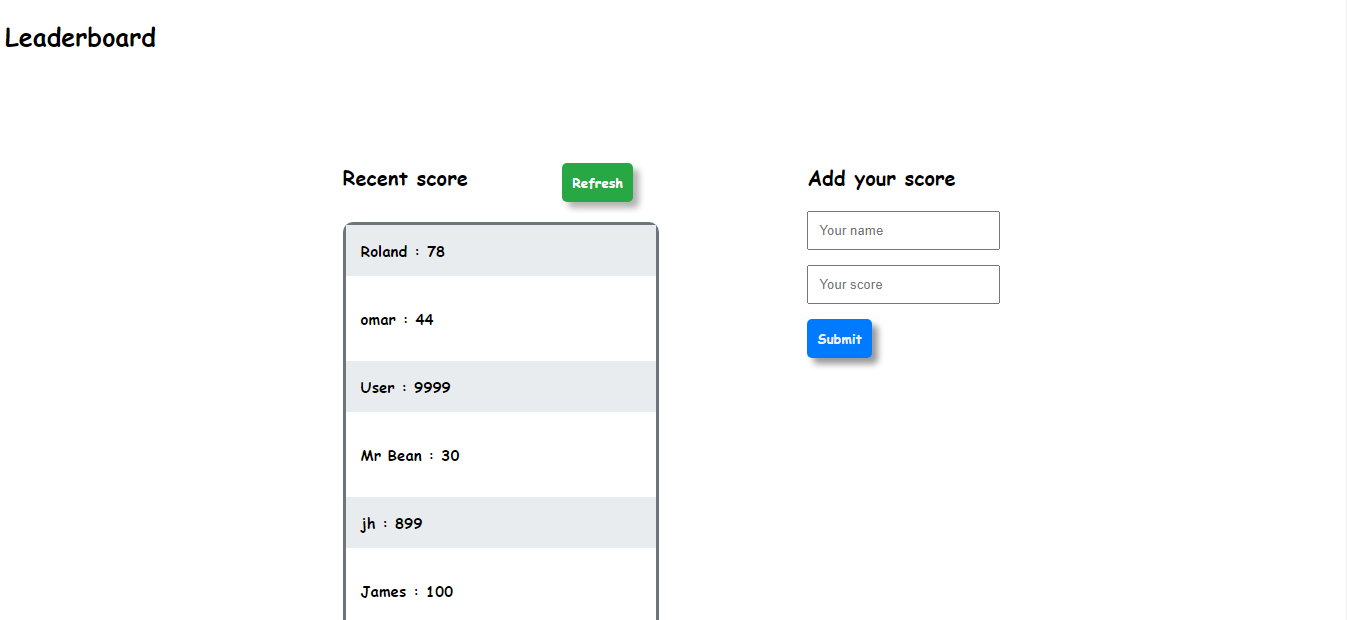 Leaderboard
Recent score
Refresh
Roland : 78
omar : 44
User : 9999
Mr Bean : 30
jh : 899
James : 100
Add your score
Your name
Your score
Submit